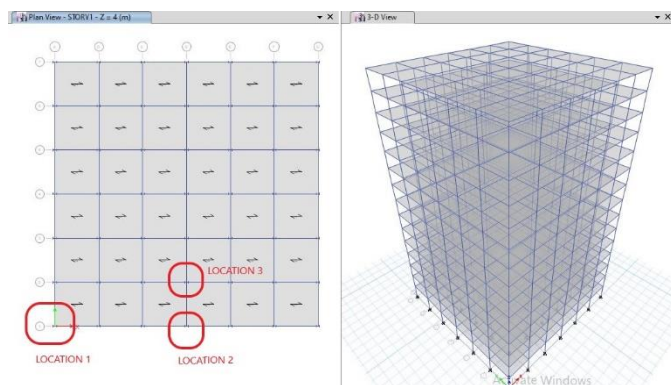 Plan View - STORY1 - Z = 4 (m)
3-D View
LOCATION 3
LOCATION 1
LOCATION 2
Activate Windows